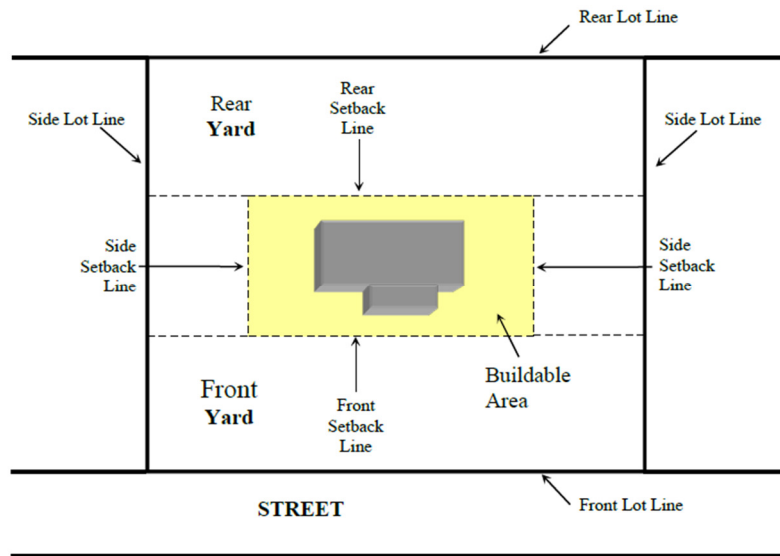 Rear Lot Line
Rear
Yard
Rear
Setback
Line
Side Lot Line
Side Lot Line
Side
Setback
Line
Side
Setback
Line
Front
Yard
Front
Setback
Line
Buildable
Area
Front Lot Line
STREET